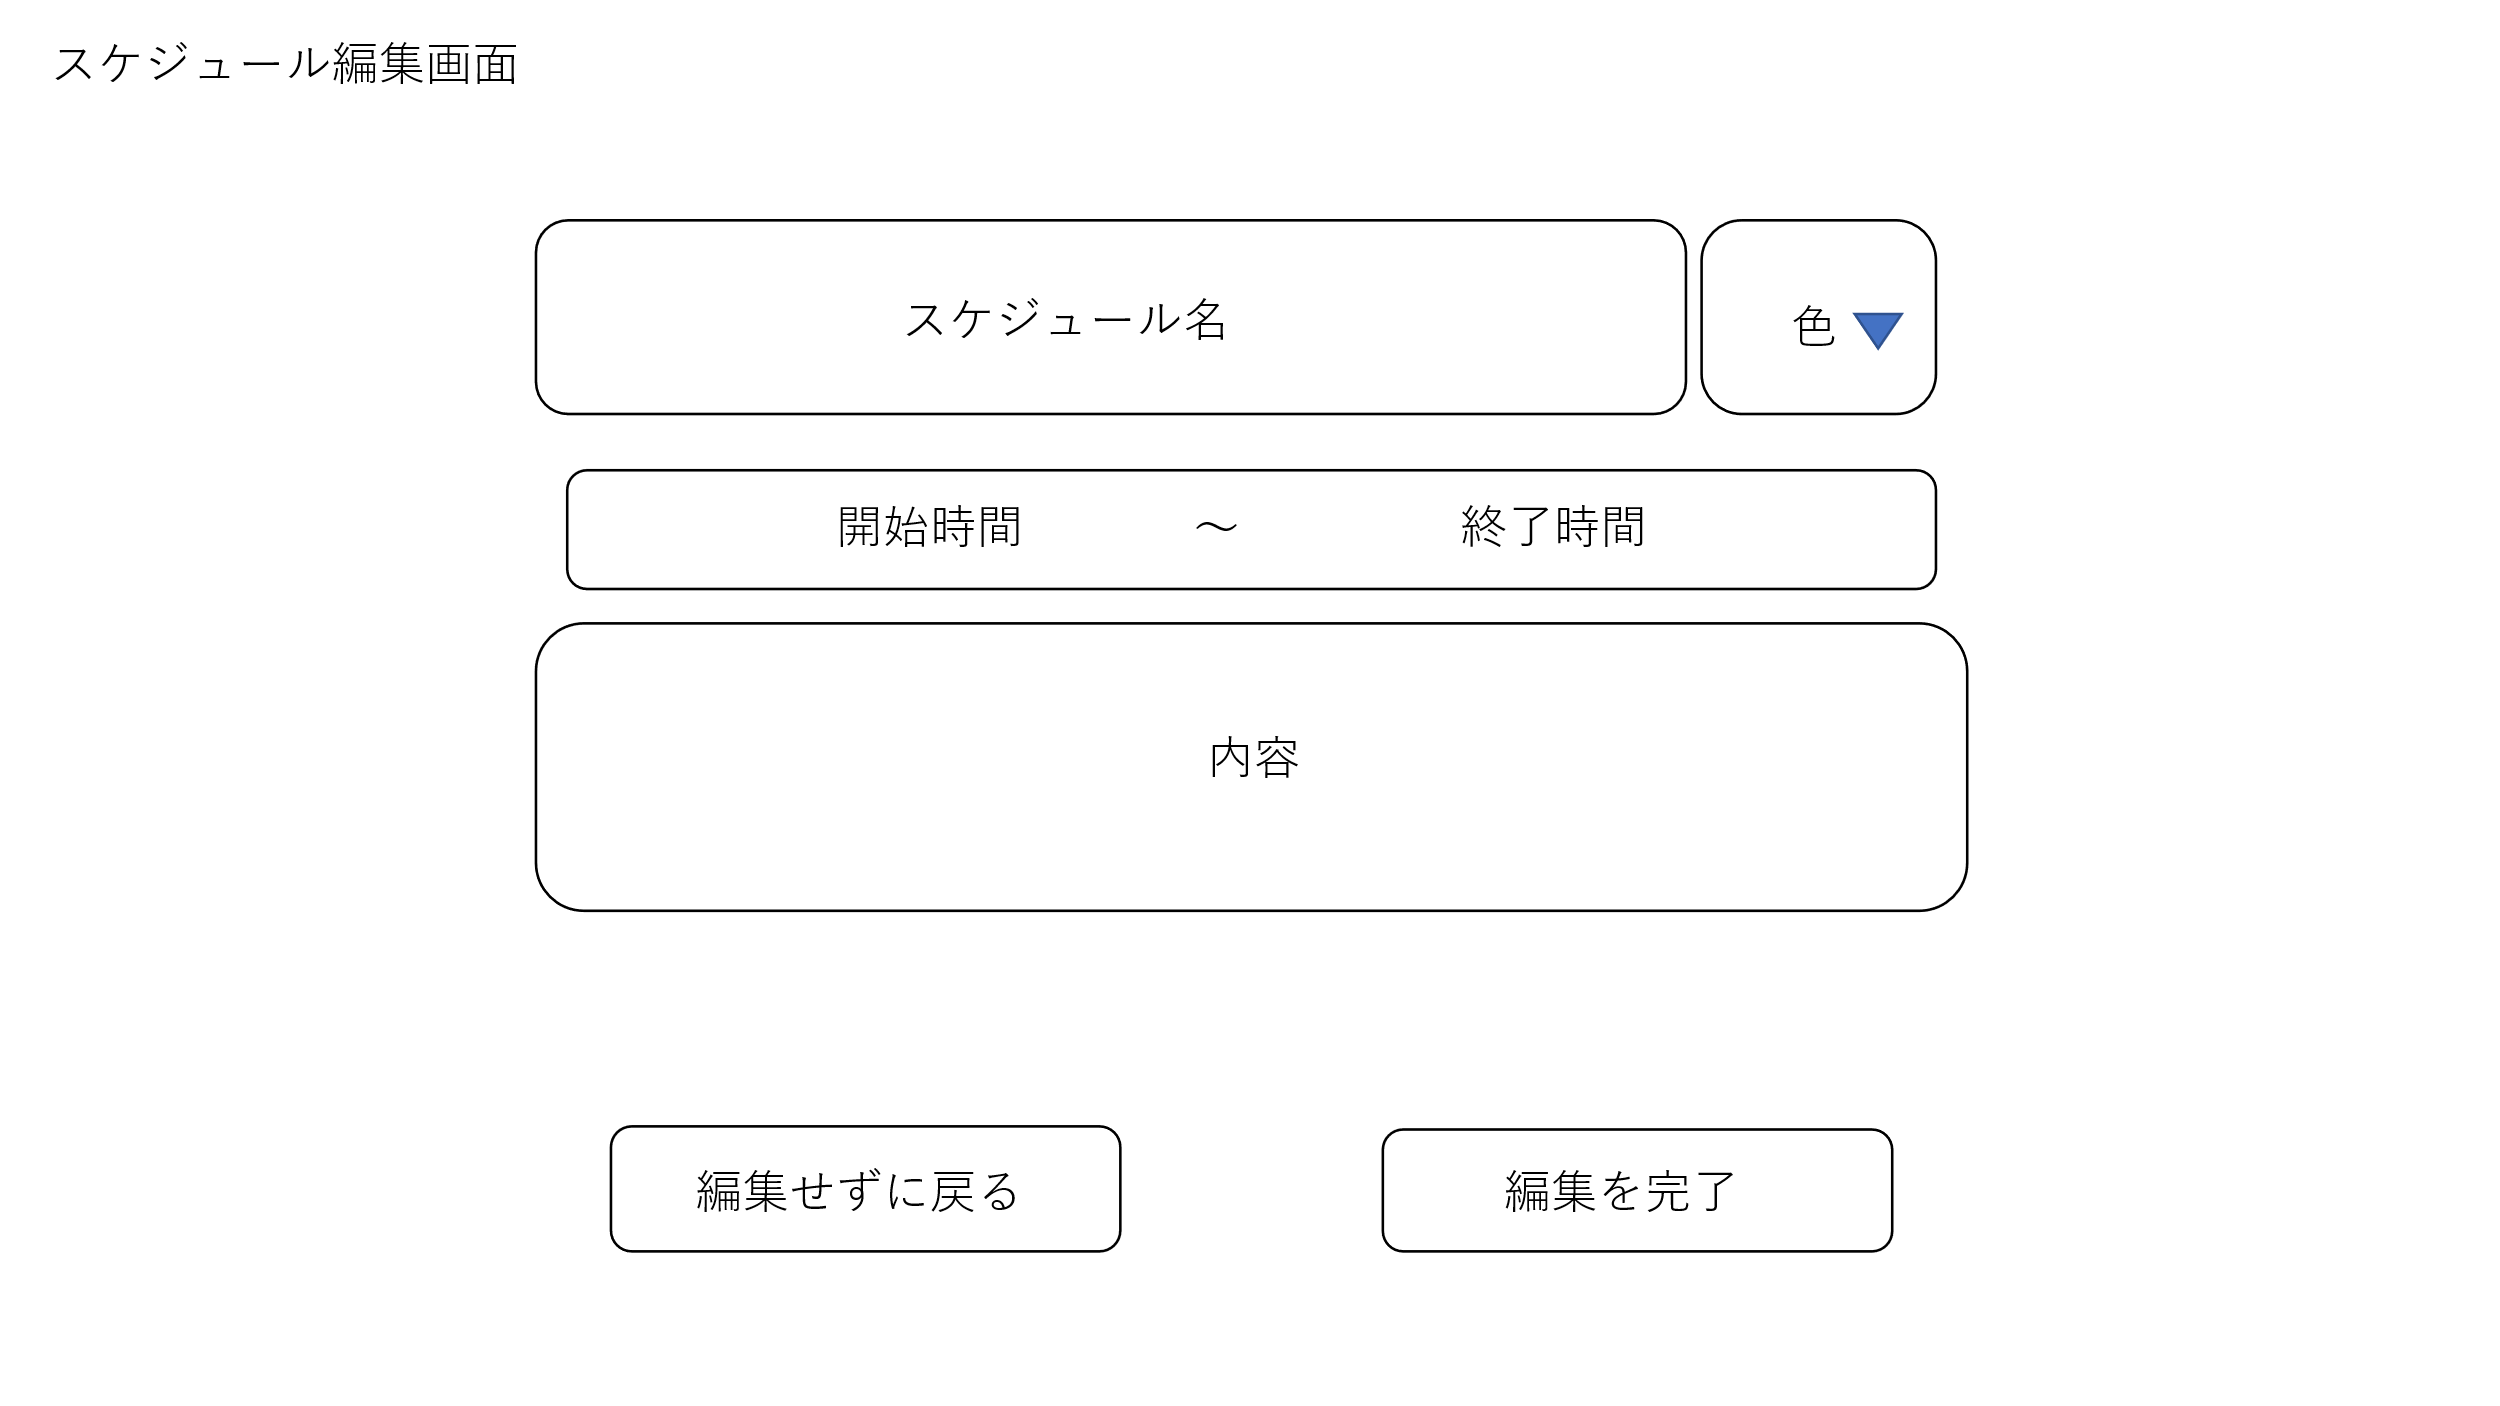 スケジュール編集画面
スケジュール名
色
開始時間 ～ 終了時間
内容
編集せずに戻る
編集を完了